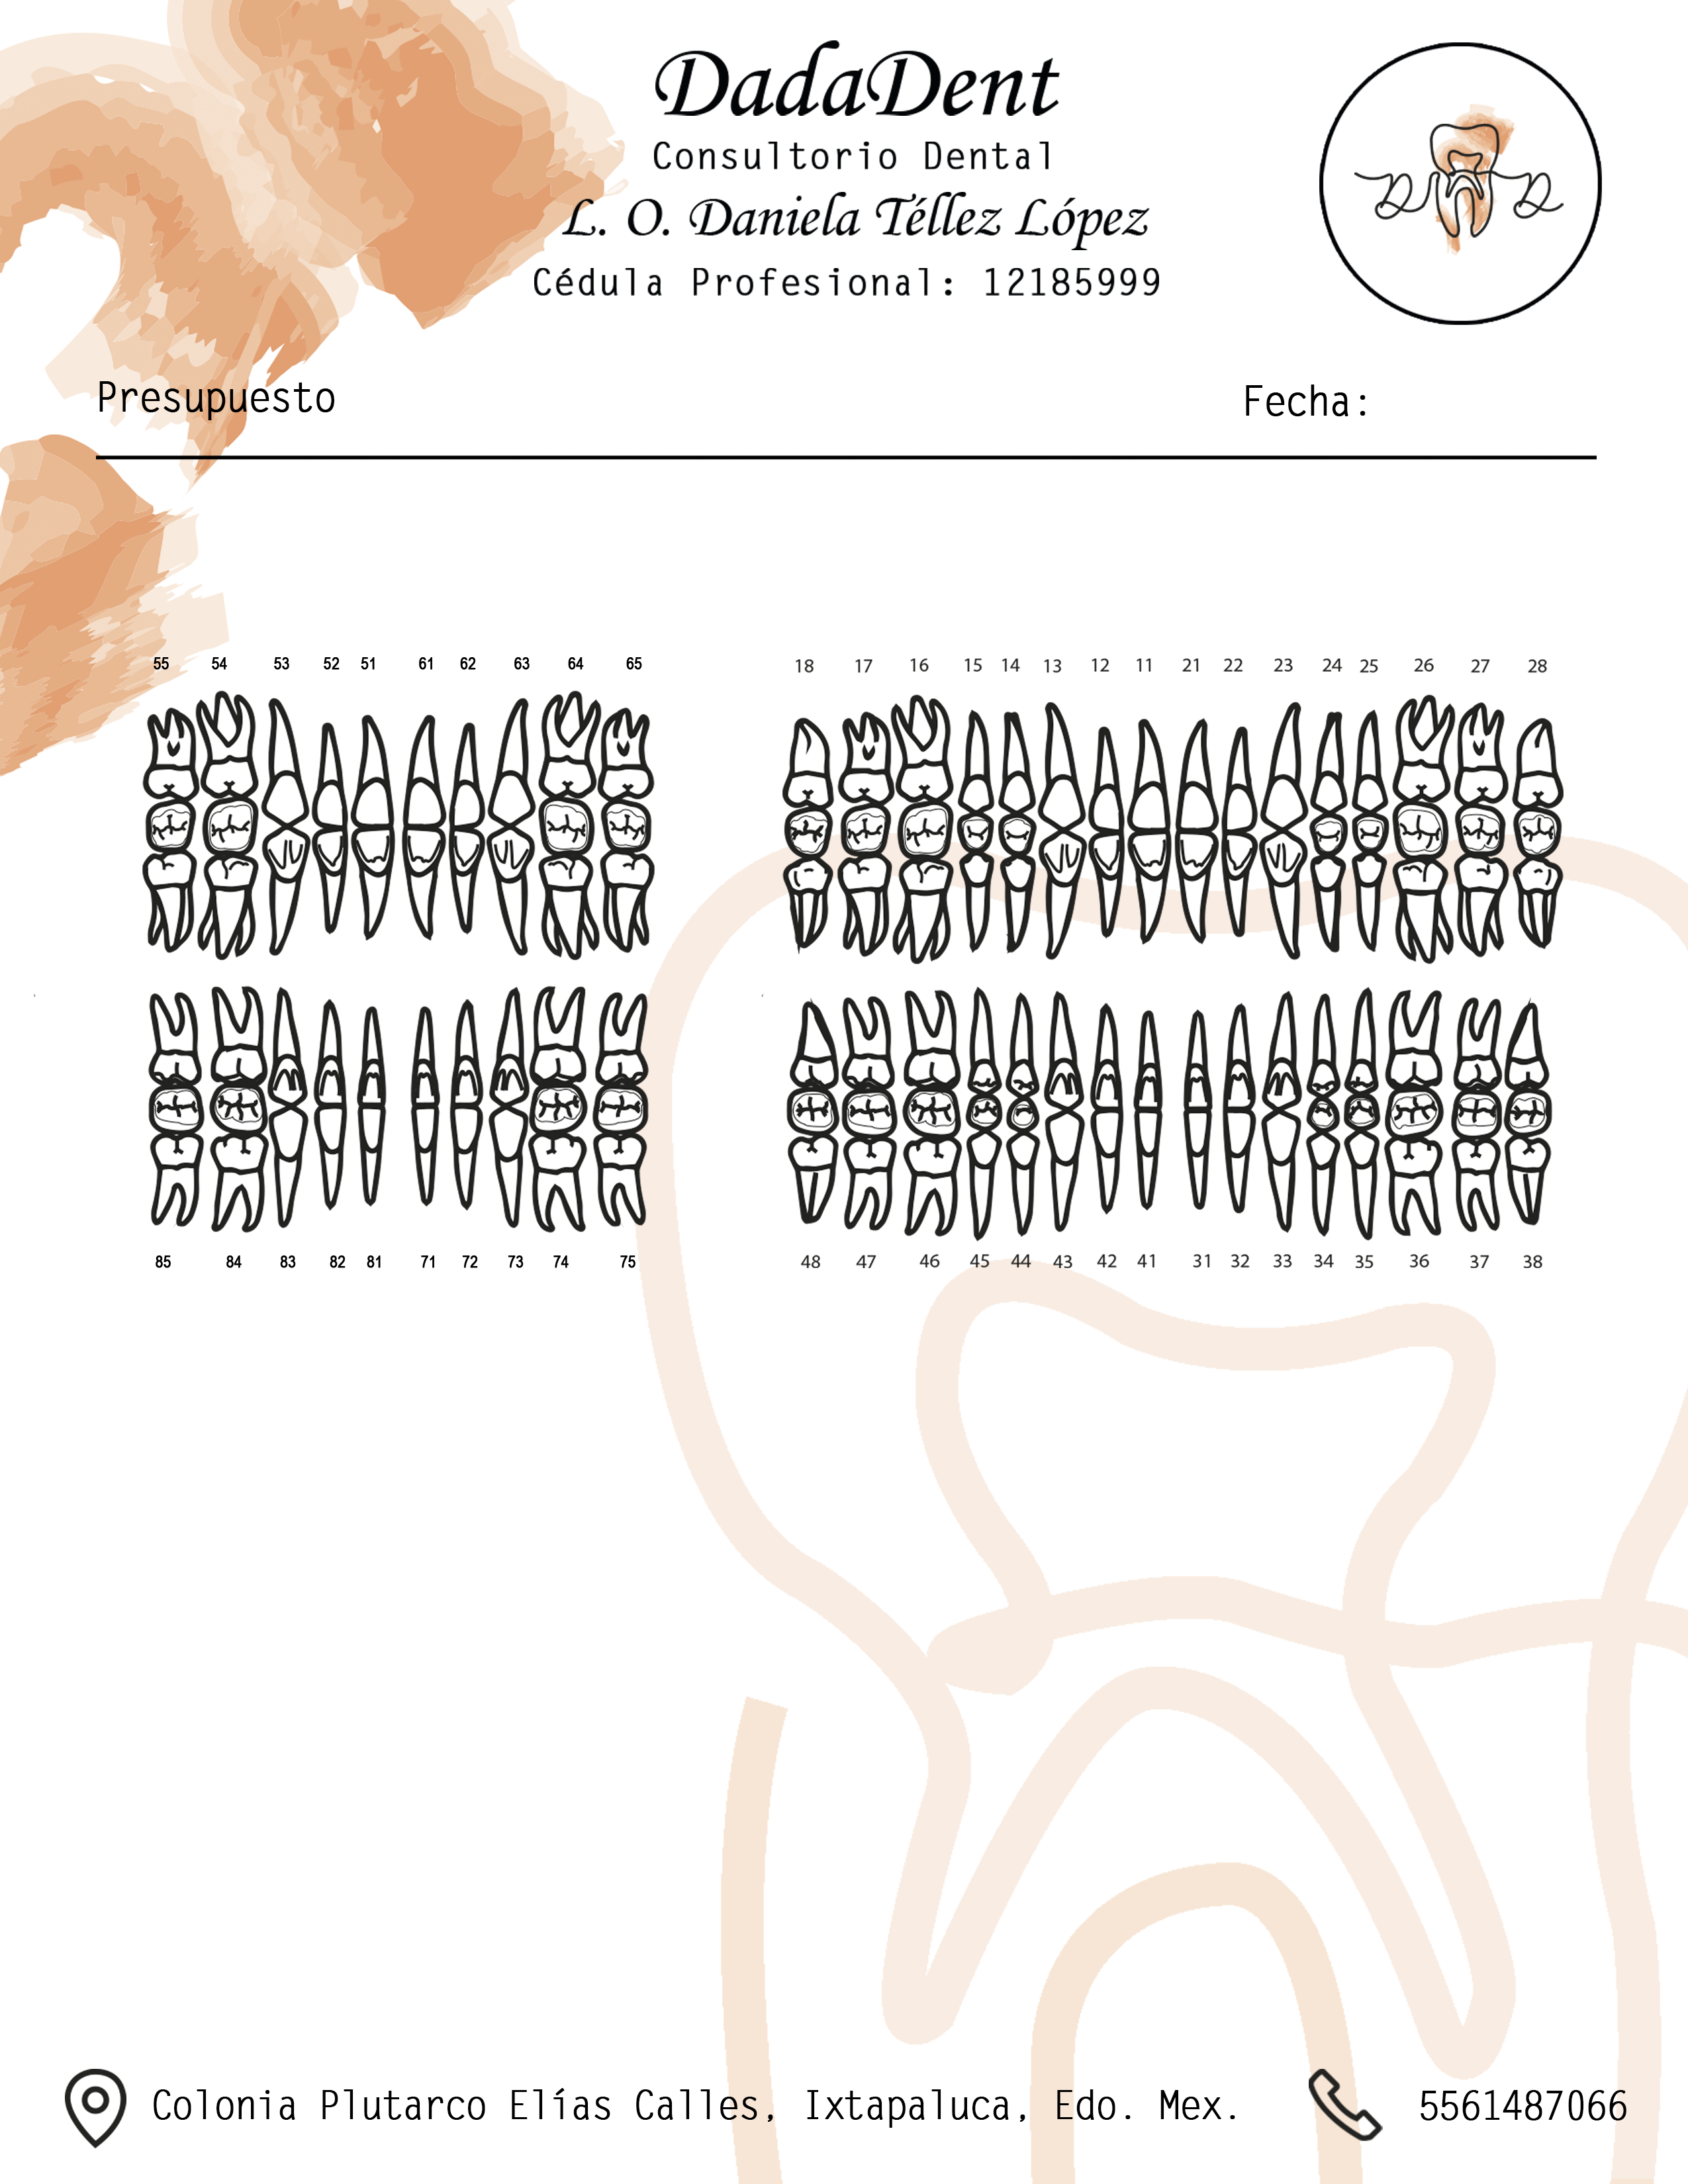 DadaDent
Consultorio Dental
L. O. Daniela Téllez López
Cédula Profesional: 12185999
D D
Presupuesto Fecha:
55 54 53 52 51 61 62 63 64 65 18 17 16 15 14 13 12 11 21 22 23 24 25 26 27 28
85 84 83 82 81 71 72 73 74 75 48 47 46 45 44 43 42 41 31 32 33 34 35 36 37 38
Colonia Plutarco Elías Calles, Ixtapaluca, Edo. Mex. 5561487066